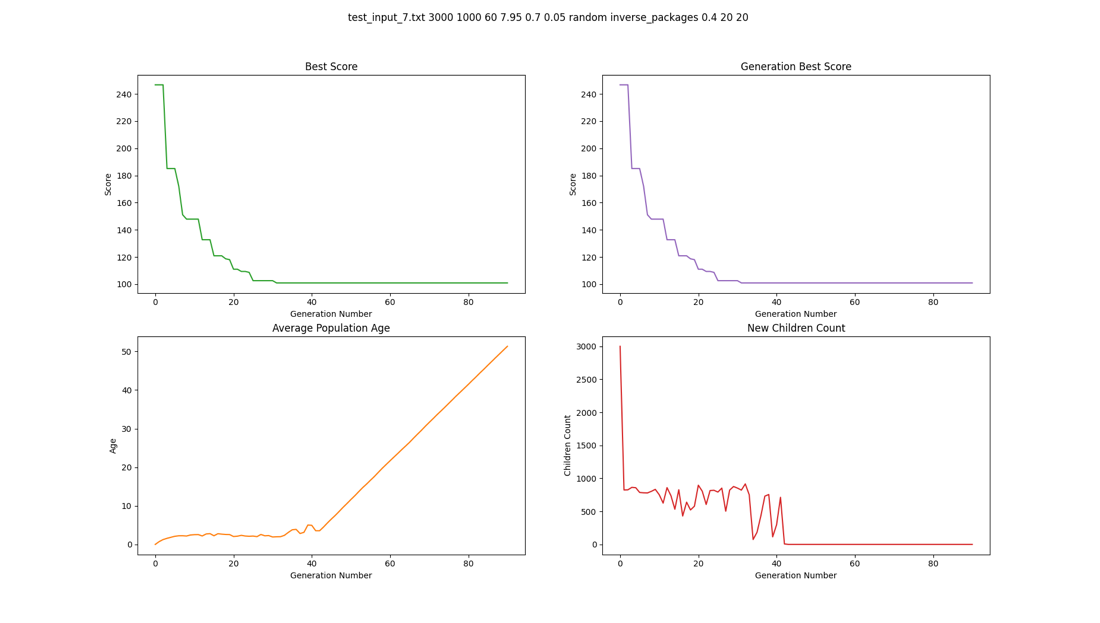 test_input_7.txt 3000 1000 60 7.95 0.7 0.05 random inverse_packages 0.4 20 20
Best Score
240
220
200
180
160
140
120
100
Score
0 20 40 60 80
Generation Number
Generation Best Score
240
220
200
180
160
140
120
100
Score
0 20 40 60 80
Generation Number
Average Population Age
50
40
30
20
10
0
Age
0 20 40 60 80
Generation Number
New Children Count
3000
2500
2000
1500
1000
500
0
Children Count
0 20 40 60 80
Generation Number